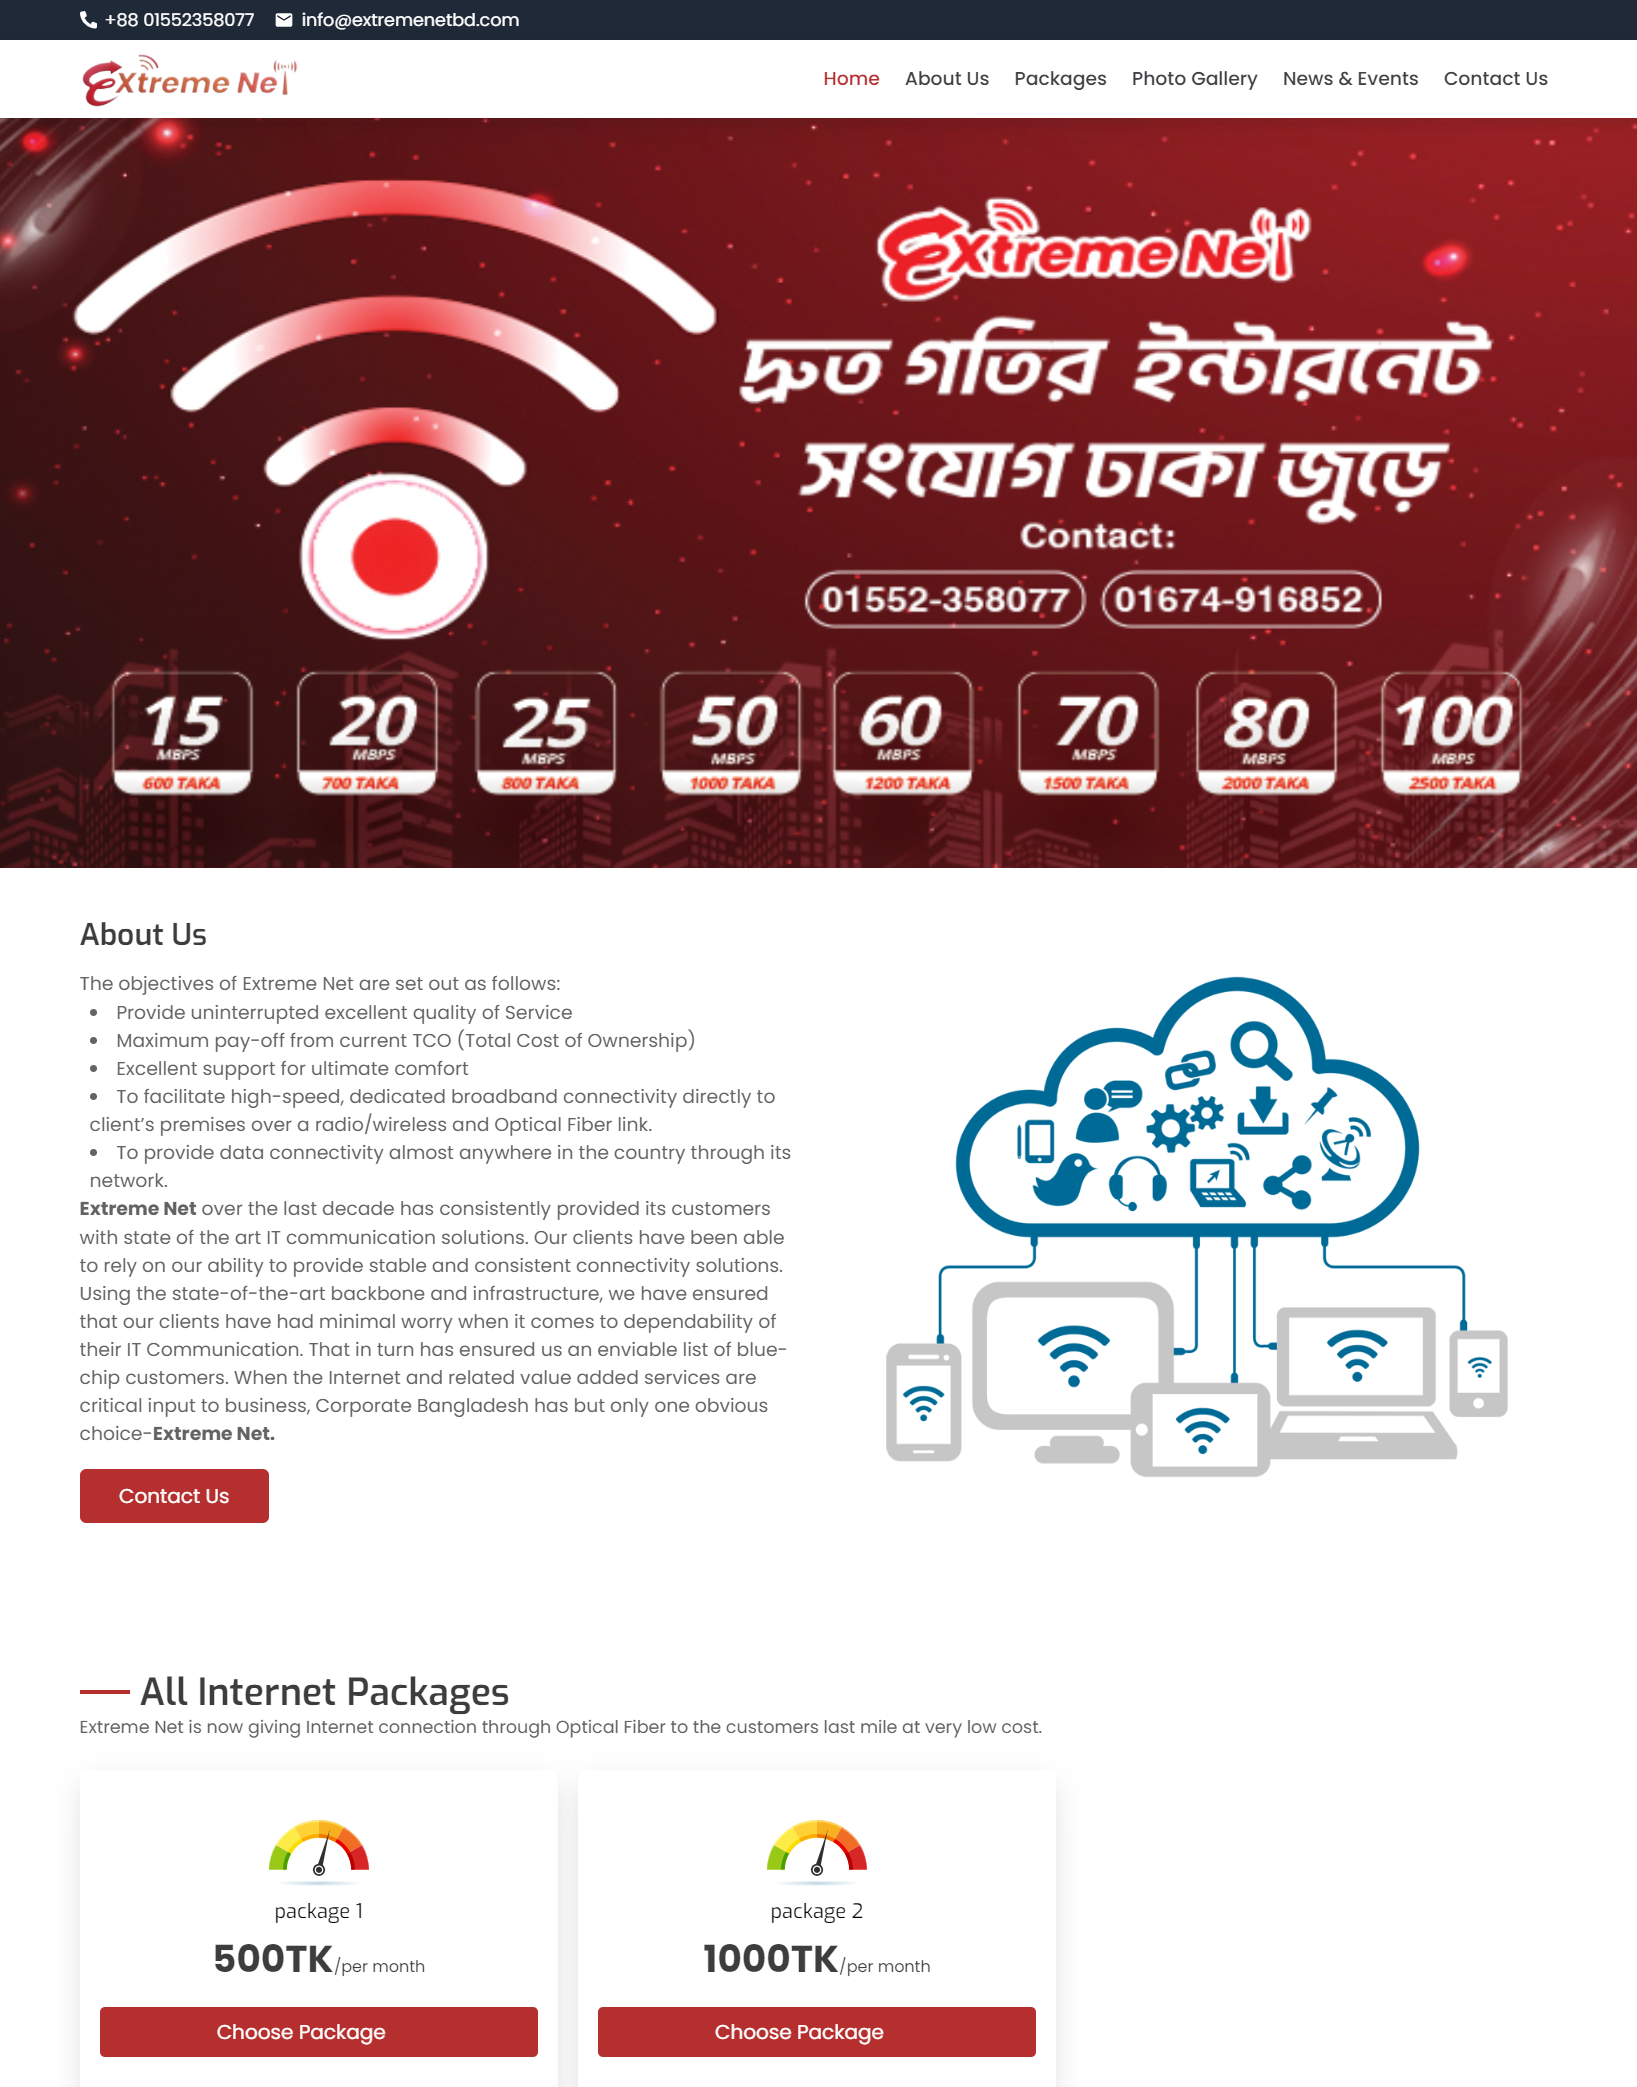 +88 01552358077 info@extremenetbd.com
Extreme Net
Home About Us Packages Photo Gallery News & Events Contact Us
Extreme Net
দ্রুত গতির ইন্টারনেট
সংযোগ ঢাকা জুড়ে
Contact:
01552-358077 01674-916852
15 20 25 50 60 70 80 100
MBPS MBPS MBPS MBPS MBPS MBPS MBPS MBPS
600 TAKA 700 TAKA 800 TAKA 1000 TAKA 1200 TAKA 1500 TAKA 2000 TAKA 2500 TAKA
About Us
The objectives of Extreme Net are set out as follows:
• Provide uninterrupted excellent quality of Service
• Maximum pay-off from current TCO (Total Cost of Ownership)
• Excellent support for ultimate comfort
• To facilitate high-speed, dedicated broadband connectivity directly to
client’s premises over a radio/wireless and Optical Fiber link.
• To provide data connectivity almost anywhere in the country through its
network.
Extreme Net over the last decade has consistently provided its customers
with state of the art IT communication solutions. Our clients have been able
to rely on our ability to provide stable and consistent connectivity solutions.
Using the state-of-the-art backbone and infrastructure, we have ensured
that our clients have had minimal worry when it comes to dependability of
their IT Communication. That in turn has ensured us an enviable list of blue-
chip customers. When the Internet and related value added services are
critical input to business, Corporate Bangladesh has but only one obvious
choice-Extreme Net.
Contact Us
All Internet Packages
Extreme Net is now giving Internet connection through Optical Fiber to the customers last mile at very low cost.
package 1
500TK/per month
Choose Package
package 2
1000TK/per month
Choose Package